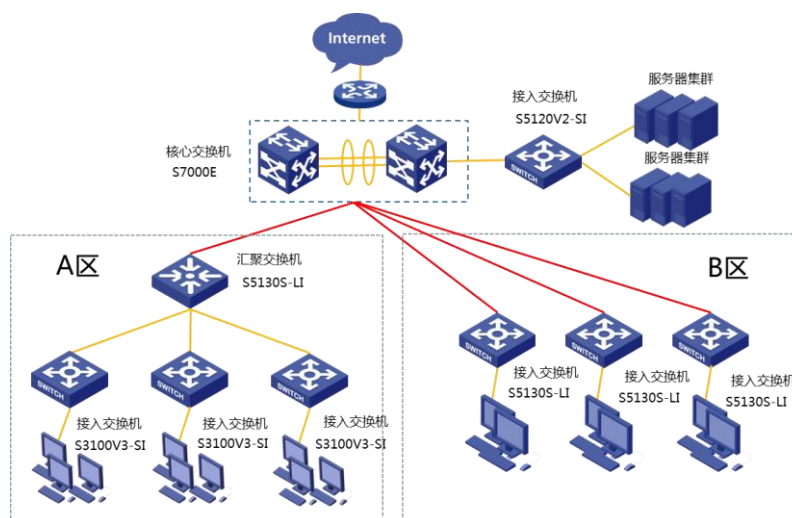 Internet
服务器集群
接入交换机
S5120V2-SI
核心交换机
S7000E
SWITCH
服务器集群
A区
汇聚交换机
S5130S-LI
B区
SWITCH
SWITCH
SWITCH
SWITCH
SWITCH
SWITCH
接入交换机
S5130S-LI
接入交换机
S5130S-LI
接入交换机
S5130S-LI
接入交换机
S3100V3-SI
接入交换机
S3100V3-SI
接入交换机
S3100V3-SI